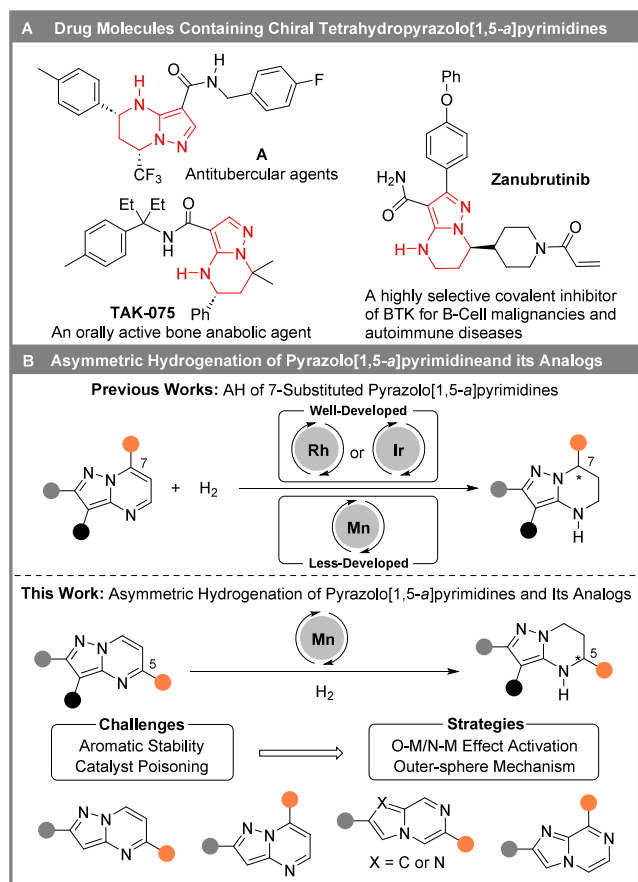 A Drug Molecules Containing Chiral Tetrahydropyrazolo[1,5-a]pyrimidines
H
N
O
H
N
F
N
N
CF3
A
Antitubercular agents
Et Et
O
N
H
N
N
H
N
Ph
TAK-075
An orally active bone anabolic agent
Ph
O
H2N
O
Zanubrutinib
N
N
H-N
N
O
A highly selective covalent inhibitor
of BTK for B-Cell malignancies and
autoimmune diseases
B Asymmetric Hydrogenation of Pyrazolo[1,5-a]pyrimidineand its Analogs
Previous Works: AH of 7-Substituted Pyrazolo[1,5-a]pyrimidines
Well-Developed
Rh or Ir
7
N N
N
+ H2
Mn
Less-Developed
7
*
N N
N
H
This Work: Asymmetric Hydrogenation of Pyrazolo[1,5-a]pyrimidines and Its Analogs
Mn
H2
N N
5
N
N N
5
*
N
H
Challenges
Aromatic Stability
Catalyst Poisoning
Strategies
O-M/N-M Effect Activation
Outer-sphere Mechanism
N N
N
N N
N
X
N
N
X = C or N
N
N
N